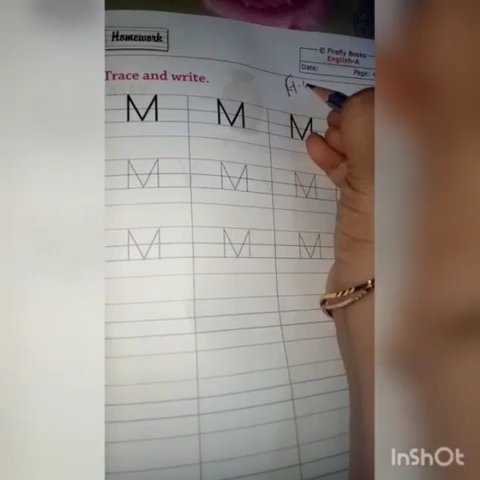 Homework
© Firefly Books
English-A
Date:
Page:
Trace and write.
M M M
M M M
M M M
InShOt